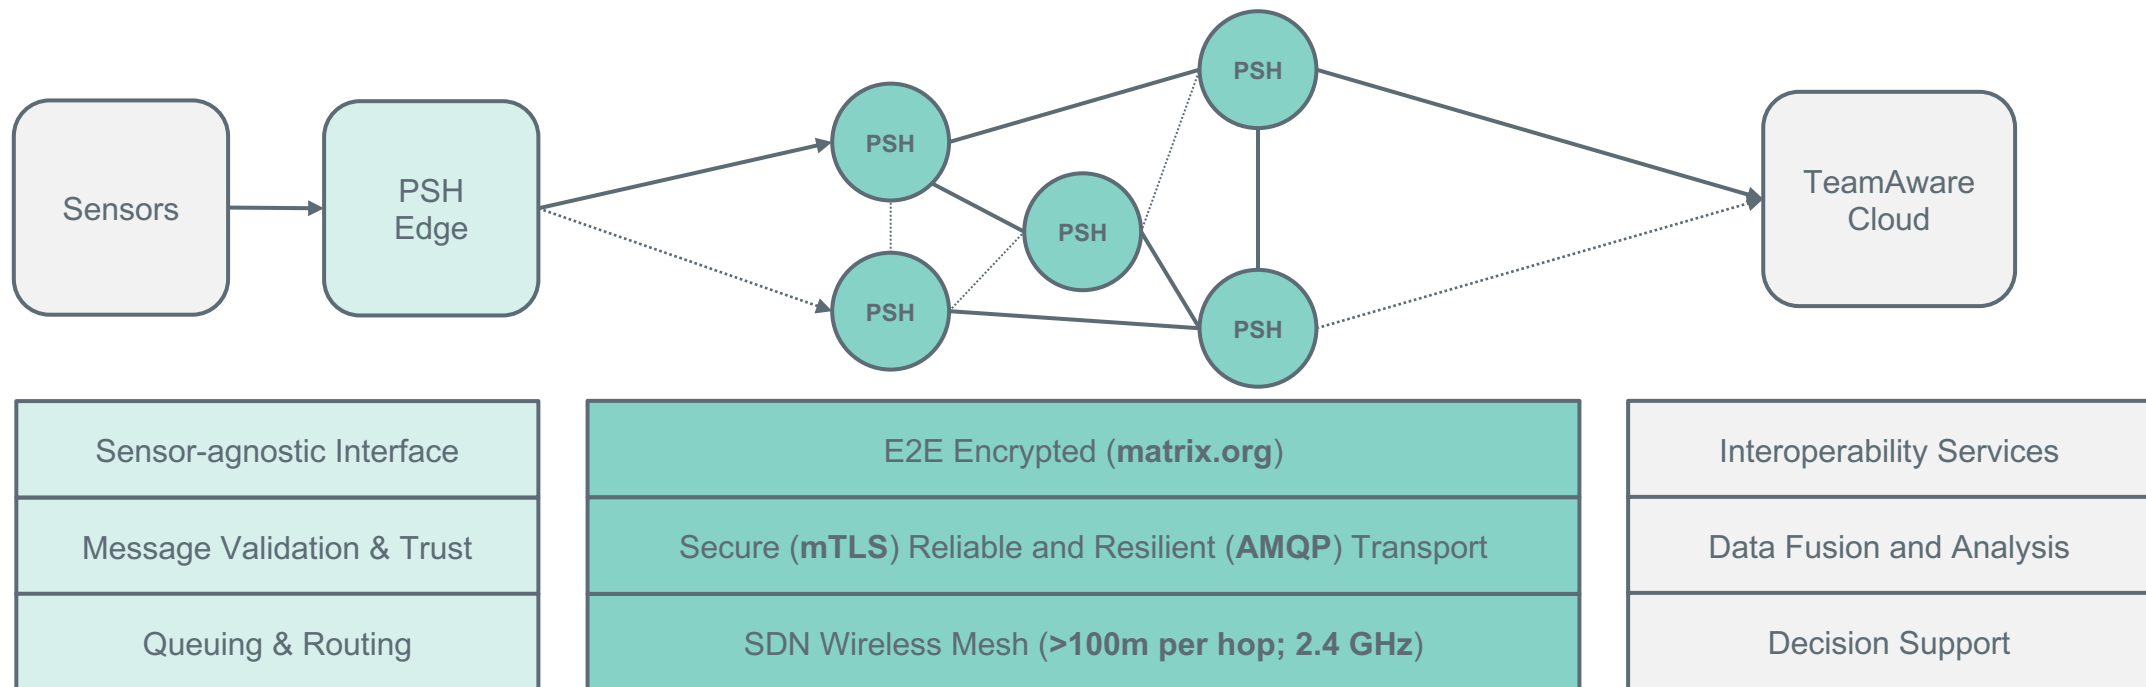 Sensors
PSH
Edge
PSH
PSH
PSH
PSH
PSH
TeamAware
Cloud
Sensor-agnostic Interface
Message Validation & Trust
Queuing & Routing
E2E Encrypted (matrix.org)
Secure (mTLS) Reliable and Resilient (AMQP) Transport
SDN Wireless Mesh (>100m per hop; 2.4 GHz)
Interoperability Services
Data Fusion and Analysis
Decision Support